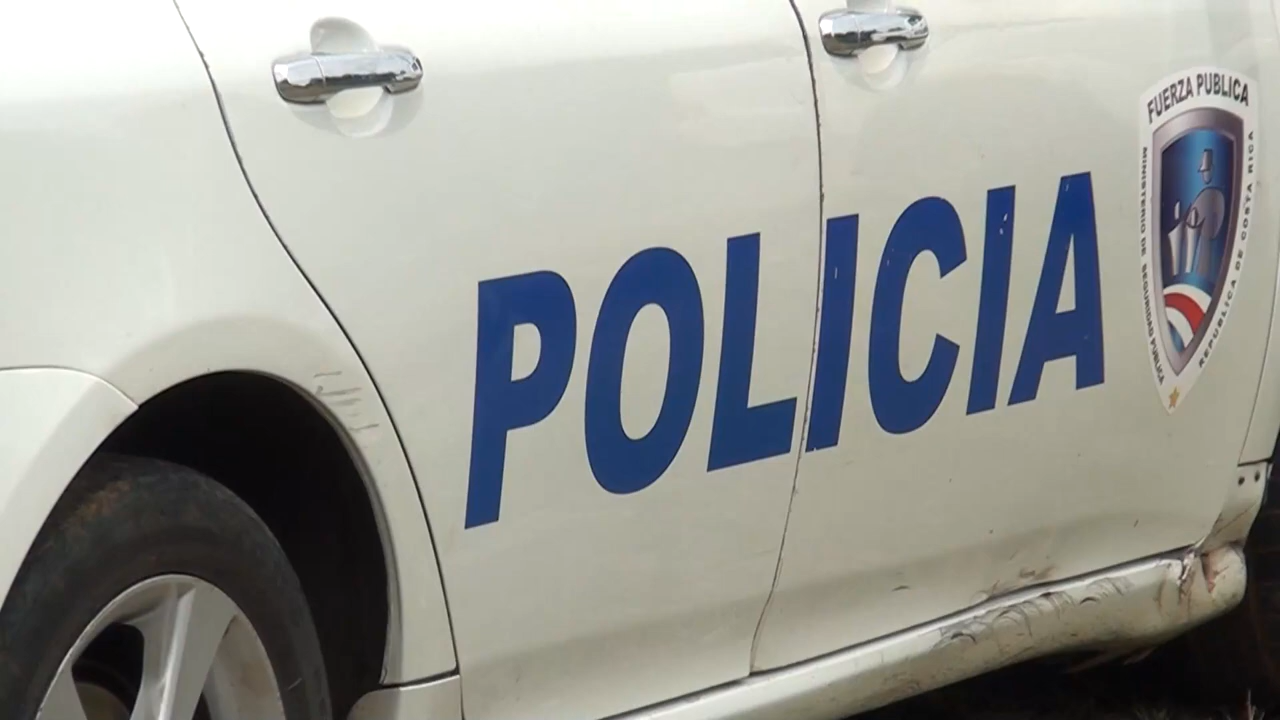 POLICIA
FUERZA PUBLICA
MINISTERIO DE SEGURIDAD PUBLICA
REPUBLICA DE COSTA RICA